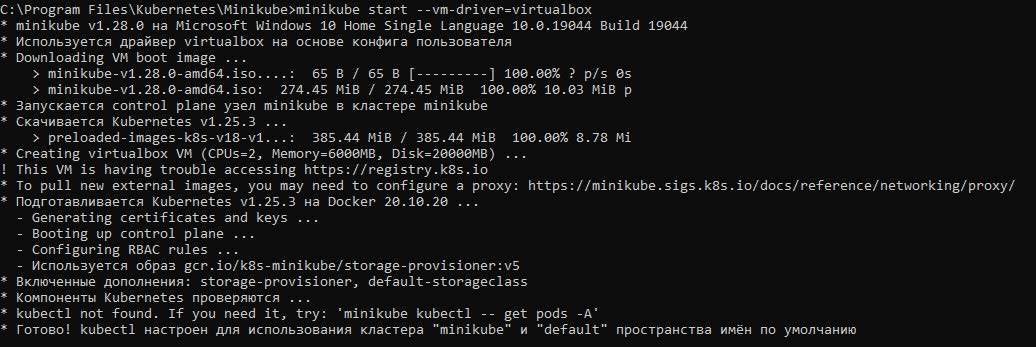 C:\Program Files\Kubernetes\Minikube>minikube start --vm-driver=virtualbox
* minikube v1.28.0 на Microsoft Windows 10 Home Single Language 10.0.19044 Build 19044
* Используется драйвер virtualbox на основе конфига пользователя
* Downloading VM boot image ...
    > minikube-v1.28.0-amd64.iso....:  65 B / 65 B [---------] 100.00% ? p/s 0s
    > minikube-v1.28.0-amd64.iso:  274.45 MiB / 274.45 MiB  100.00% 10.03 MiB p
* Запускается control plane узел minikube в кластере minikube
* Скачивается Kubernetes v1.25.3 ...
    > preloaded-images-k8s-v18-v1...:  385.44 MiB / 385.44 MiB  100.00% 8.78 Mi
* Creating virtualbox VM (CPUs=2, Memory=6000MB, Disk=20000MB) ...
! This VM is having trouble accessing https://registry.k8s.io
* To pull new external images, you may need to configure a proxy: https://minikube.sigs.k8s.io/docs/reference/networking/proxy/
* Подготавливается Kubernetes v1.25.3 на Docker 20.10.20 ...
  - Generating certificates and keys ...
  - Booting up control plane ...
  - Configuring RBAC rules ...
  - Используется образ gcr.io/k8s-minikube/storage-provisioner:v5
* Включенные дополнения: storage-provisioner, default-storageclass
* Компоненты Kubernetes проверяются ...
* kubectl not found. If you need it, try: 'minikube kubectl -- get pods -A'
* Готово! kubectl настроен для использования кластера "minikube" и "default" пространства имён по умолчанию